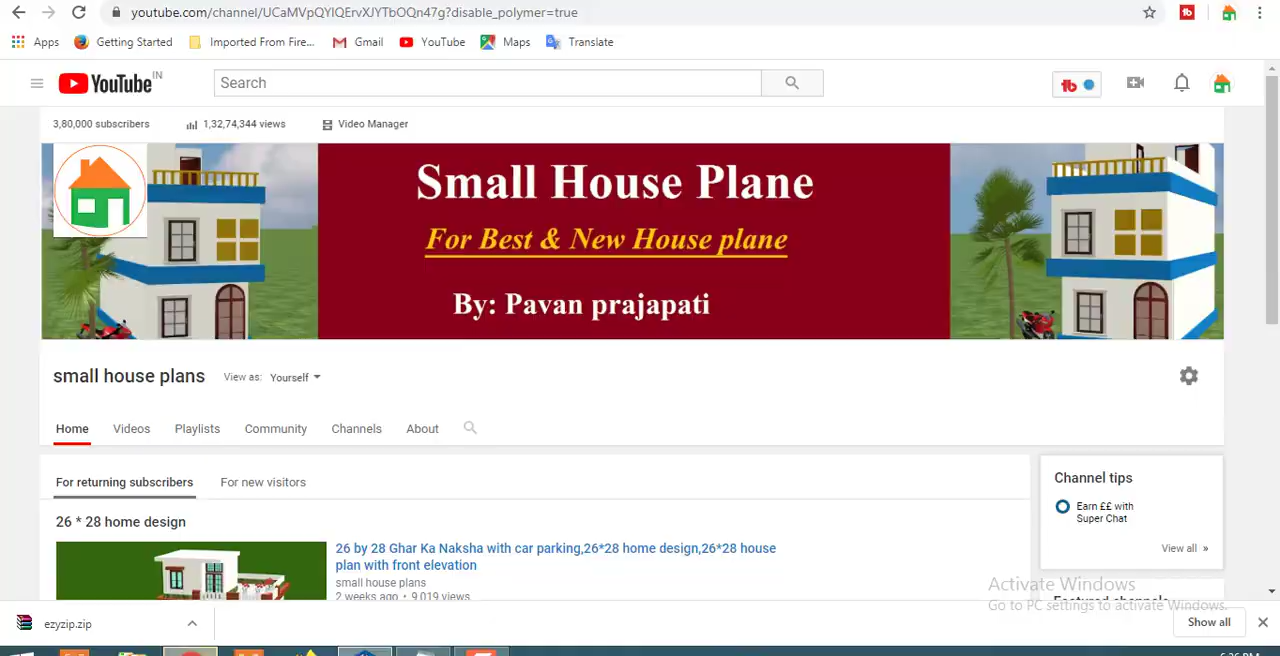 youtube.com/channel/UCaMVpQYlQErvXJYTbOQn47g?disable_polymer=true
Apps Getting Started Imported From Fire... Gmail YouTube Maps Translate
YouTube IN
Search
3,80,000 subscribers 1,32,74,344 views Video Manager
Small House Plane
For Best & New House plane
By: Pavan prajapati
small house plans View as: Yourself
Home Videos Playlists Community Channels About
For returning subscribers For new visitors
26 * 28 home design
26 by 28 Ghar Ka Naksha with car parking,26*28 home design,26*28 house
plan with front elevation
small house plans
2 weeks ago • 9,019 views
Channel tips
Earn ££ with
Super Chat
View all »
Featured channels
Activate Windows
Go to PC settings to activate Windows.
ezyzip.zip
Show all